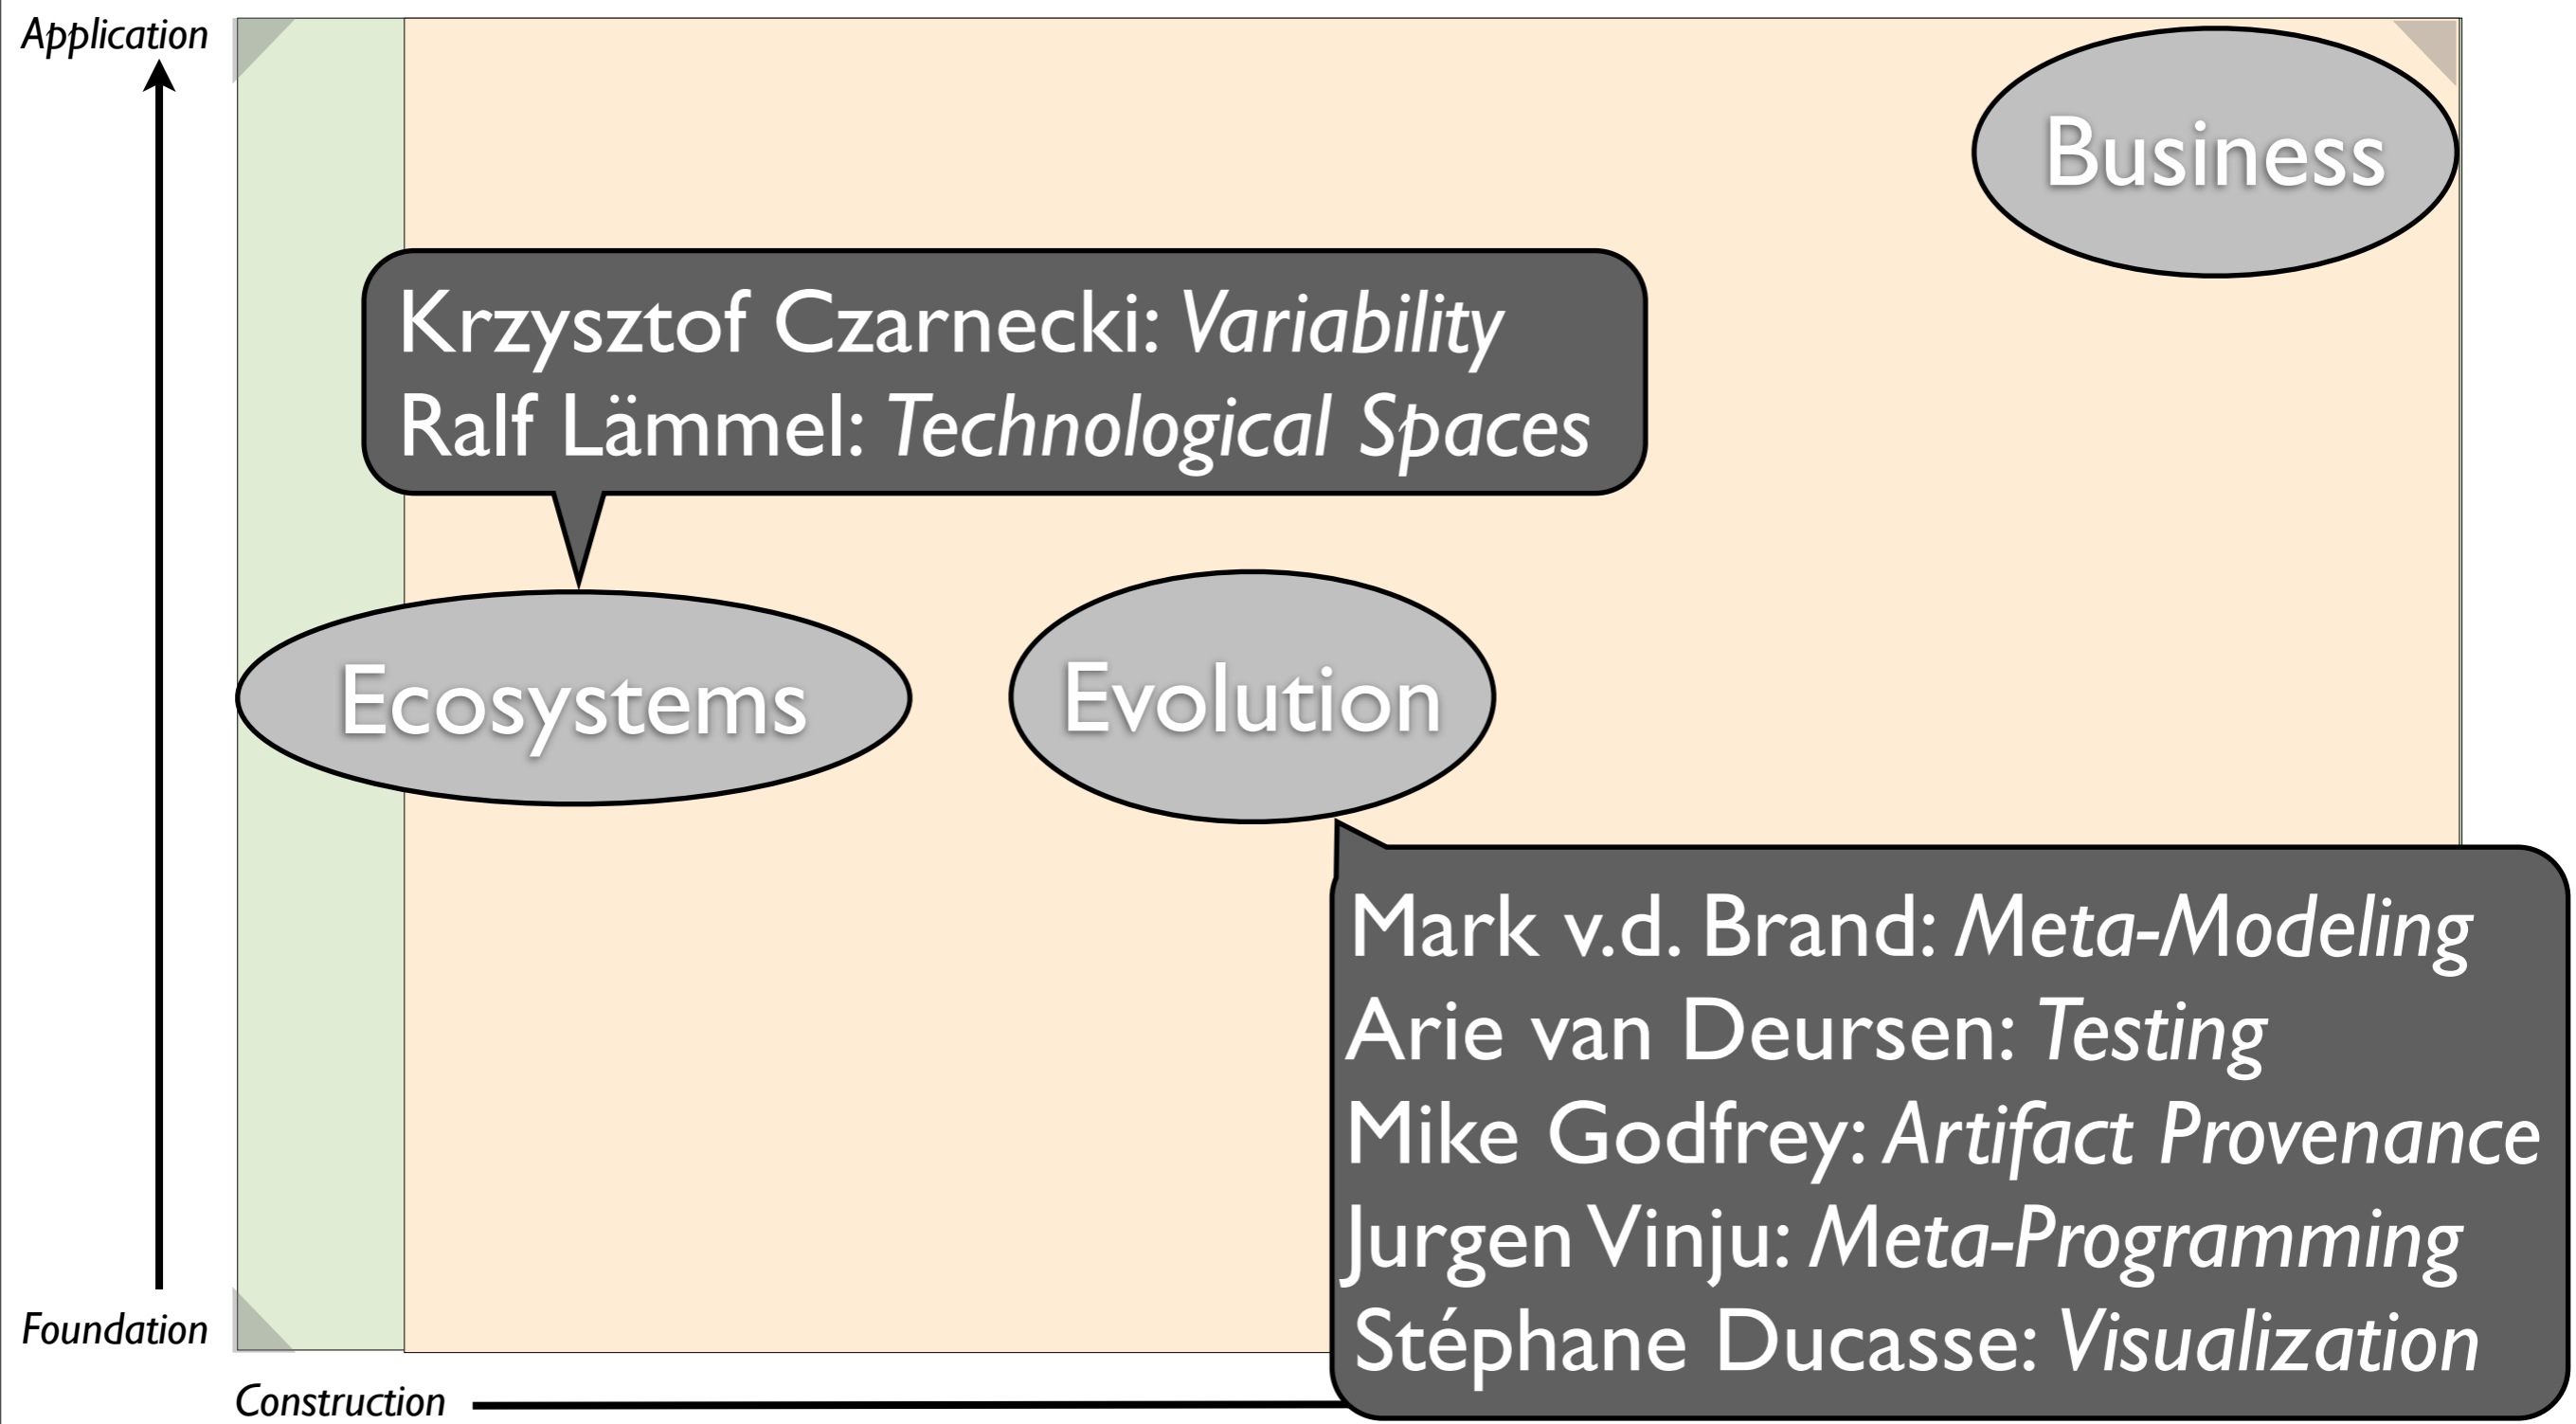 Application
Business
Krzysztof Czarnecki: Variability
Ralf Lämmel: Technological Spaces
Ecosystems
Evolution
Mark v.d. Brand: Meta-Modeling
Arie van Deursen: Testing
Mike Godfrey: Artifact Provenance
Jurgen Vinju: Meta-Programming
Stéphane Ducasse: Visualization
Foundation
Construction